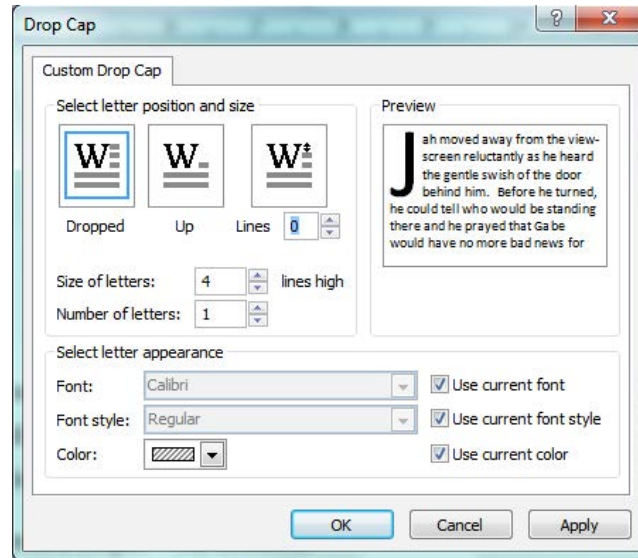 Drop Cap
?
X
Custom Drop Cap
Select letter position and size
W
W
W
Dropped
Up
Lines
0
Size of letters:
4
lines high
Number of letters:
1
Preview
J
ah moved away from the view-
screen reluctantly as he heard
the gentle swish of the door
behind him. Before he turned,
he could tell who would be standing
there and he prayed that Gabe
would have no more bad news for
Select letter appearance
Font:
Calibri
Use current font
Font style:
Regular
Use current font style
Color:
Use current color
OK
Cancel
Apply